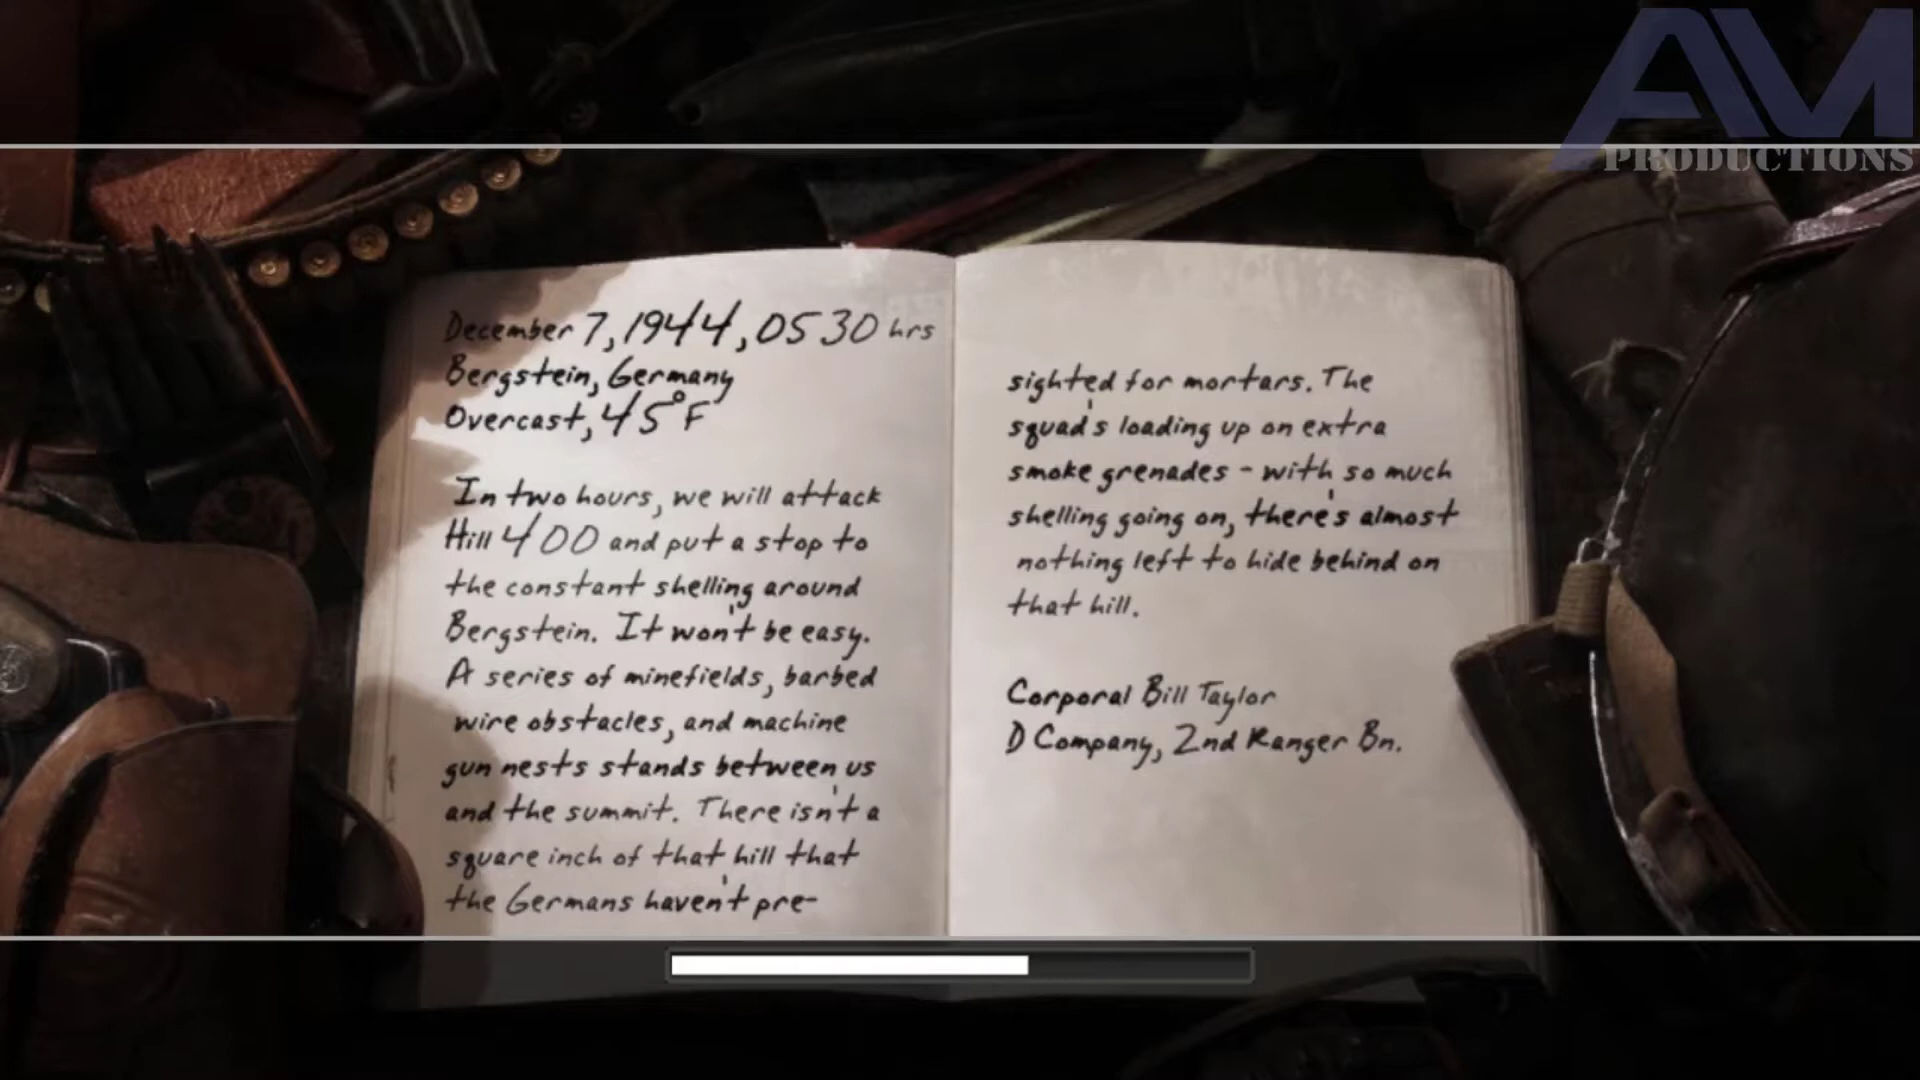 AM
PRODUCTIONS
December 7, 1944, 0530 hrs
Bergstein, Germany
Overcast, 45°F
In two hours, we will attack
Hill 400 and put a stop to
the constant shelling around
Bergstein. It won't be easy.
A series of minefields, barbed
wire obstacles, and machine
gun nests stands between us
and the summit. There isn't a
square inch of that hill that
the Germans haven't pre-
sighted for mortars. The
squad's loading up on extra
smoke grenades - with so much
shelling going on, there's almost
nothing left to hide behind on
that hill.
Corporal Bill Taylor
D Company, 2nd Ranger Bn.